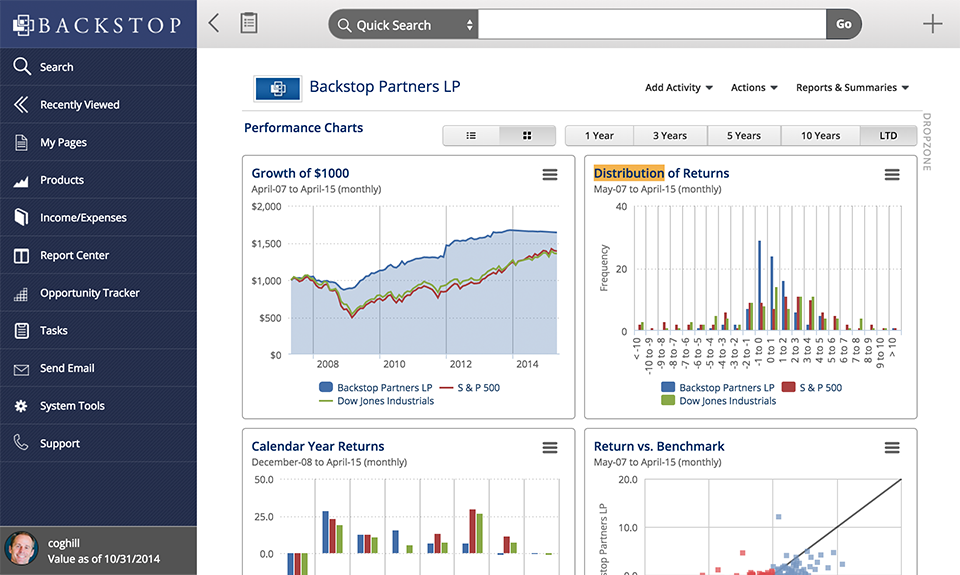 BACKSTOP
Quick Search
Go
Search
Recently Viewed
My Pages
Products
Income/Expenses
Report Center
Opportunity Tracker
Tasks
Send Email
System Tools
Support
coghill
Value as of 10/31/2014
Backstop Partners LP
Add Activity
Actions
Reports & Summaries
DROPZONE
Performance Charts
1 Year
3 Years
5 Years
10 Years
LTD
Growth of $1000
April-07 to April-15 (monthly)
$2,000
$1,500
$1,000
$500
$0
2008 2010 2012 2014
Backstop Partners LP S & P 500
Dow Jones Industrials
Distribution of Returns
May-07 to April-15 (monthly)
Frequency
40
20
0
< -10
-10 to -9
-9 to -8
-8 to -7
-7 to -6
-6 to -5
-5 to -4
-4 to -3
-3 to -2
-2 to -1
-1 to 0
0 to 1
1 to 2
2 to 3
3 to 4
4 to 5
5 to 6
6 to 7
7 to 8
8 to 9
9 to 10
> 10
Backstop Partners LP S & P 500
Dow Jones Industrials
Calendar Year Returns
December-08 to April-15 (monthly)
50.0
25.0
0.0
Return vs. Benchmark
May-07 to April-15 (monthly)
Partners LP
20.0
10.0
0.0